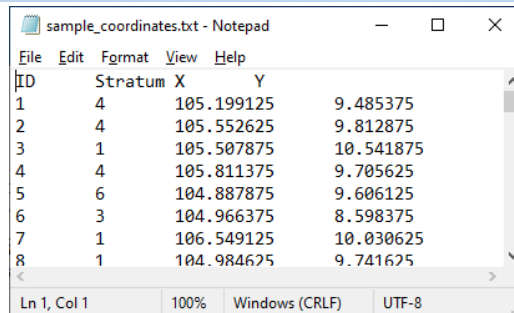 sample_coordinates.txt - Notepad
File Edit Format View Help
ID Stratum X Y
1 4 105.199125 9.485375
2 4 105.552625 9.812875
3 1 105.507875 10.541875
4 4 105.811375 9.705625
5 6 104.887875 9.606125
6 3 104.966375 8.598375
7 1 106.549125 10.030625
8 1 104.984625 9.741625
Ln 1, Col 1 100% Windows (CRLF) UTF-8